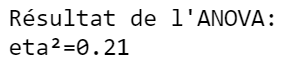 Résultat de l'ANOVA:
eta²=0.21